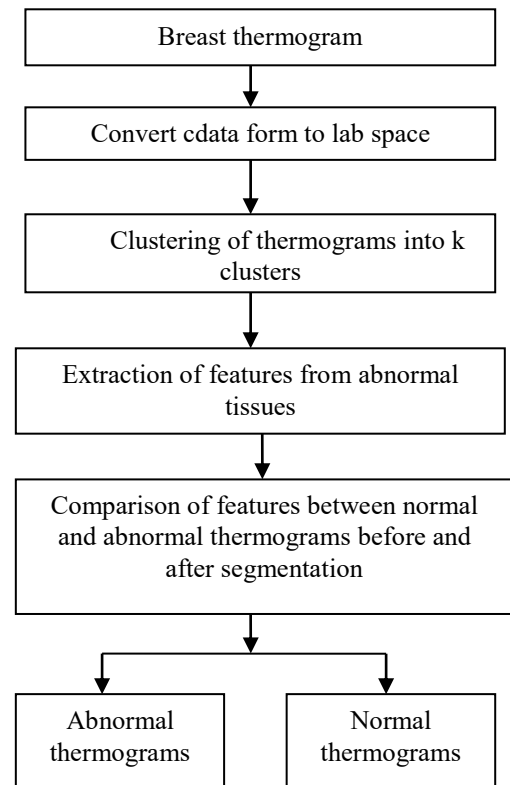 Breast thermogram
Convert cdata form to lab space
Clustering of thermograms into k
clusters
Extraction of features from abnormal
tissues
Comparison of features between normal
and abnormal thermograms before and
after segmentation
Abnormal
thermograms
Normal
thermograms